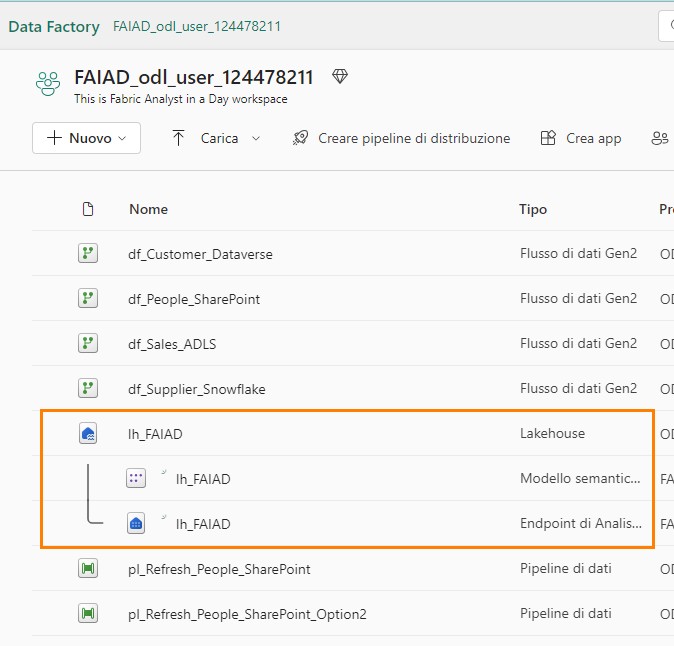 Data Factory FAIAD_odl_user_124478211
FAIAD_odl_user_124478211
This is Fabric Analyst in a Day workspace
Nuovo Carica Creare pipeline di distribuzione Crea app
Nome Tipo
df_Customer_Dataverse Flusso di dati Gen2
df_People_SharePoint Flusso di dati Gen2
df_Sales_ADLS Flusso di dati Gen2
df_Supplier_Snowflake Flusso di dati Gen2
lh_FAIAD Lakehouse
lh_FAIAD Modello semantic... FA
lh_FAIAD Endpoint di Analis... FA
pl_Refresh_People_SharePoint Pipeline di dati
pl_Refresh_People_SharePoint_Option2 Pipeline di dati